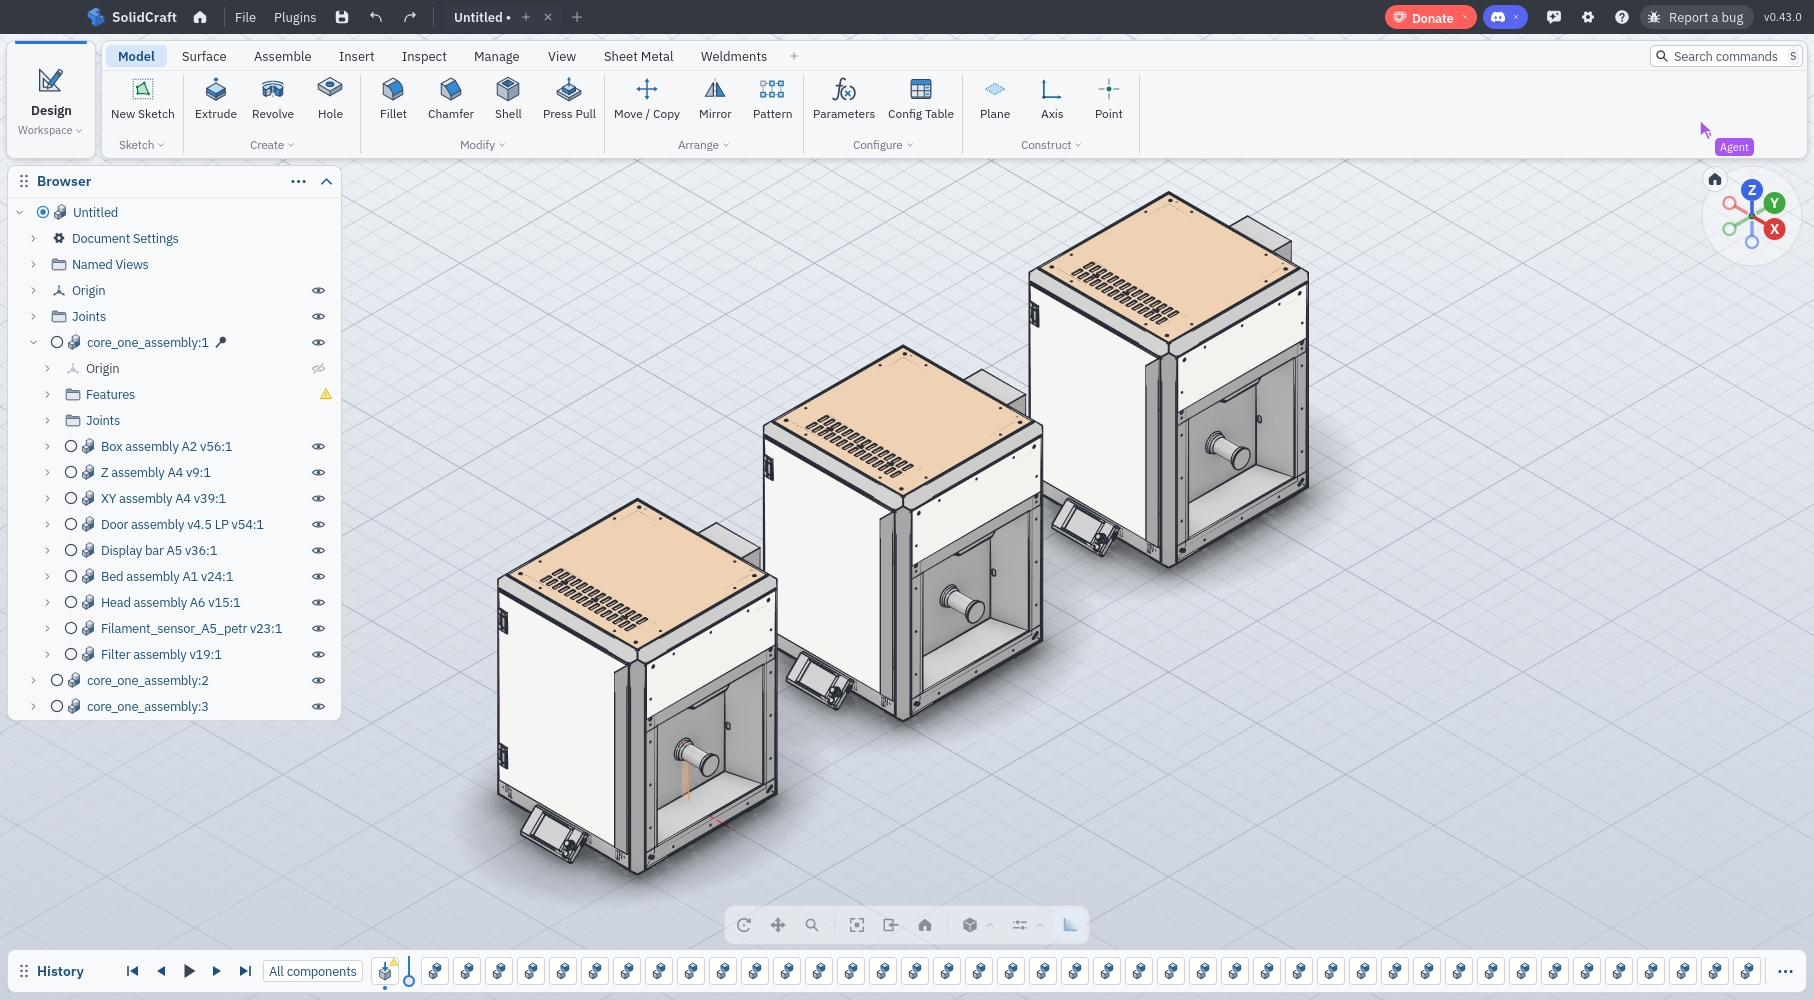 SolidCraft File Plugins Untitled • Donate Report a bug v0.43.0
Model Surface Assemble Insert Inspect Manage View Sheet Metal Weldments Search commands S
Design
Workspace
New Sketch Extrude Revolve Hole Fillet Chamfer Shell Press Pull Move / Copy Mirror Pattern Parameters Config Table Plane Axis Point
Sketch Create Modify Arrange Configure Construct
Agent
Browser
Untitled
Document Settings
Named Views
Origin
Joints
core_one_assembly:1
Origin
Features
Joints
Box assembly A2 v56:1
Z assembly A4 v9:1
XY assembly A4 v39:1
Door assembly v4.5 LP v54:1
Display bar A5 v36:1
Bed assembly A1 v24:1
Head assembly A6 v15:1
Filament_sensor_A5_petr v23:1
Filter assembly v19:1
core_one_assembly:2
core_one_assembly:3
Z
Y
X
History All components